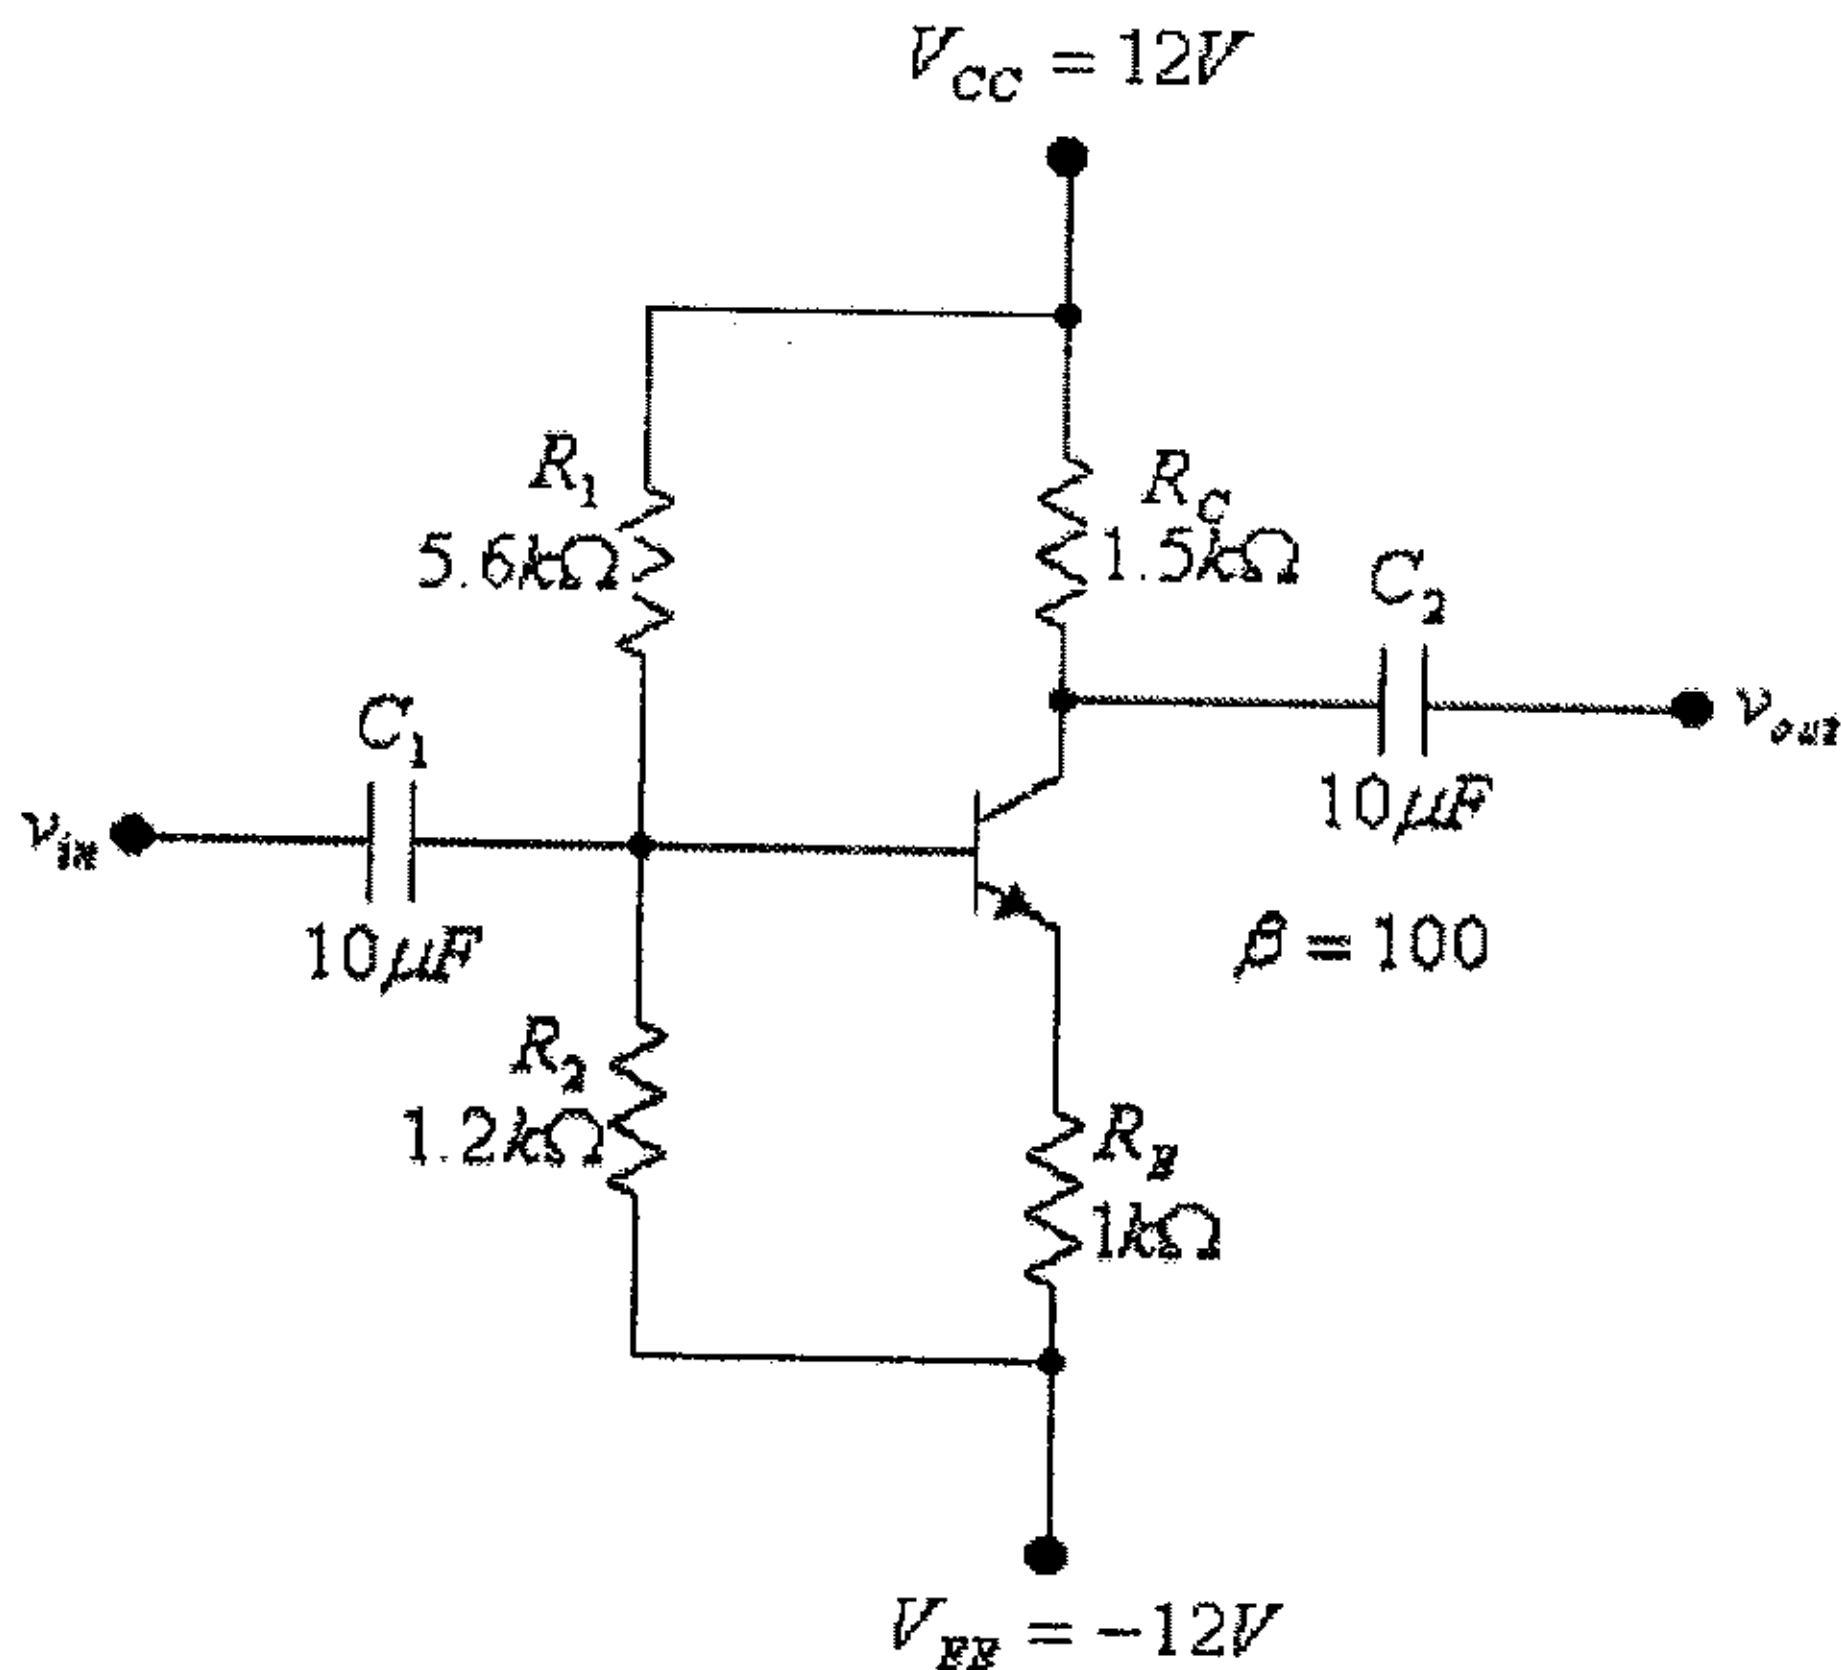 V_CC = 12V
R_1
5.6kΩ
R_C
1.5kΩ
C_2
10μF
v_out
C_1
10μF
v_in
β = 100
R_2
1.2kΩ
R_E
1kΩ
V_EE = -12V